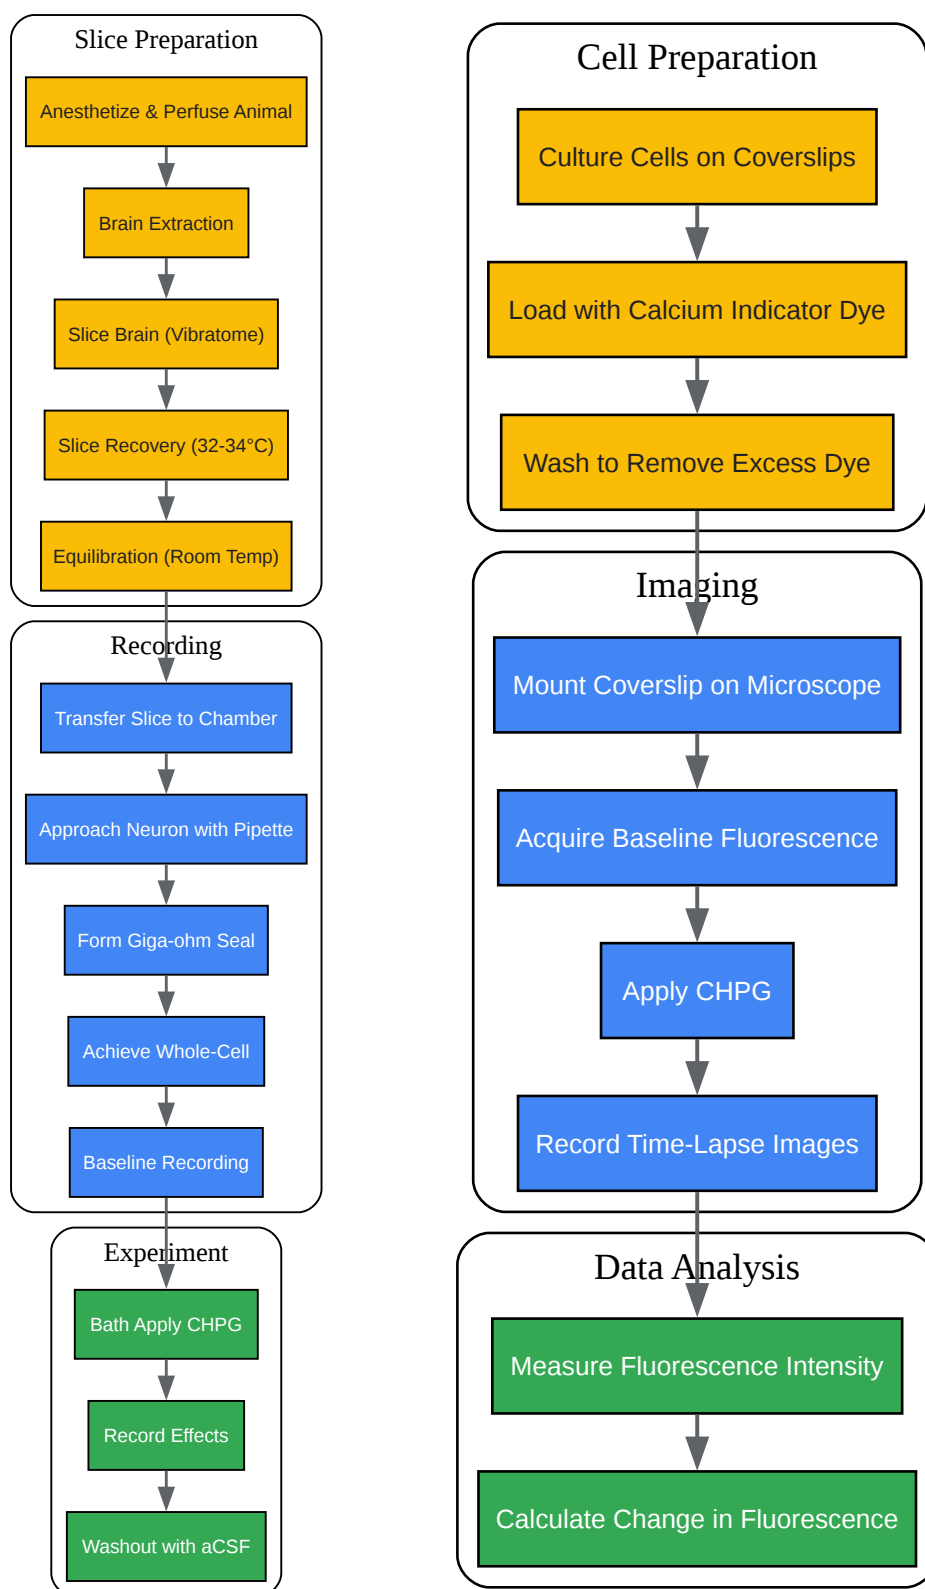 Slice Preparation
Anesthetize & Perfuse Animal
Brain Extraction
Slice Brain (Vibratome)
Slice Recovery (32-34°C)
Equilibration (Room Temp)
Recording
Transfer Slice to Chamber
Approach Neuron with Pipette
Form Giga-ohm Seal
Achieve Whole-Cell
Baseline Recording
Experiment
Bath Apply CHPG
Record Effects
Washout with aCSF
Cell Preparation
Culture Cells on Coverslips
Load with Calcium Indicator Dye
Wash to Remove Excess Dye
Imaging
Mount Coverslip on Microscope
Acquire Baseline Fluorescence
Apply CHPG
Record Time-Lapse Images
Data Analysis
Measure Fluorescence Intensity
Calculate Change in Fluorescence